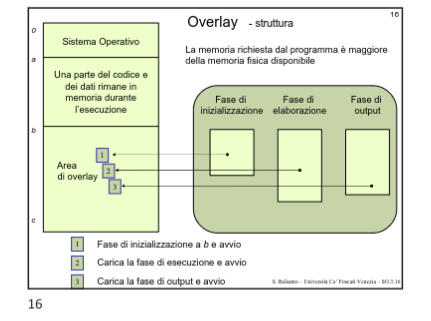 16
Overlay - struttura
La memoria richiesta dal programma è maggiore
della memoria fisica disponibile
0
Sistema Operativo
a
Una parte del codice e
dei dati rimane in
memoria durante
l'esecuzione
b
Area
di overlay
1
2
3
c
Fase di
inizializzazione
Fase di
elaborazione
Fase di
output
1 Fase di inizializzazione a b e avvio
2 Carica la fase di esecuzione e avvio
3 Carica la fase di output e avvio
S. Balsamo – Università Ca' Foscari Venezia – SO.3.16
16